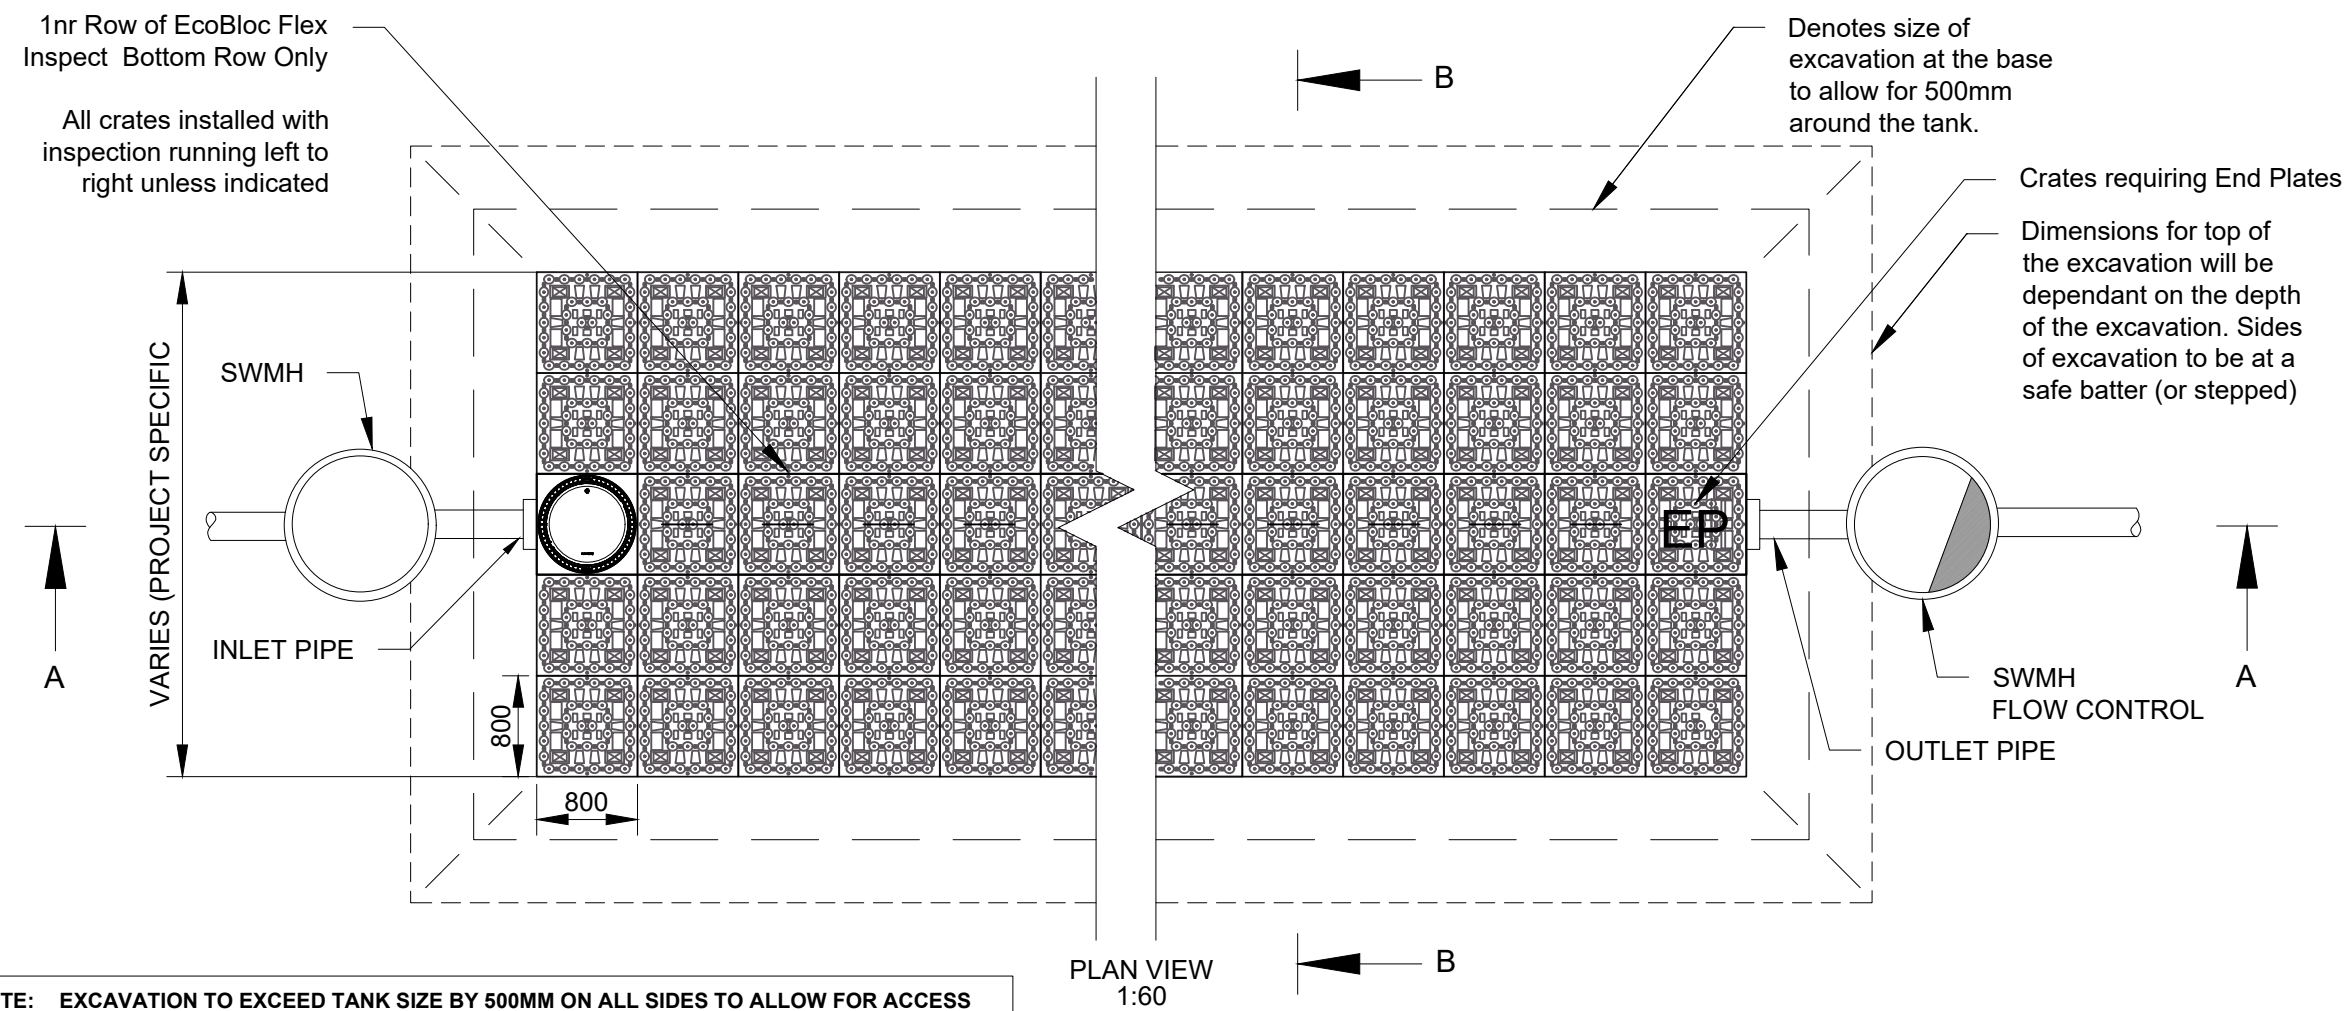 1nr Row of EcoBloc Flex
Inspect Bottom Row Only
All crates installed with
inspection running left to
right unless indicated
B
Denotes size of
excavation at the base
to allow for 500mm
around the tank.
Crates requiring End Plates
Dimensions for top of
the excavation will be
dependant on the depth
of the excavation. Sides
of excavation to be at a
safe batter (or stepped)
SWMH
VARIES (PROJECT SPECIFIC
EP
INLET PIPE
A
800
800
SWMH
FLOW CONTROL
OUTLET PIPE
A
B
PLAN VIEW
1:60
TE: EXCAVATION TO EXCEED TANK SIZE BY 500MM ON ALL SIDES TO ALLOW FOR ACCESS